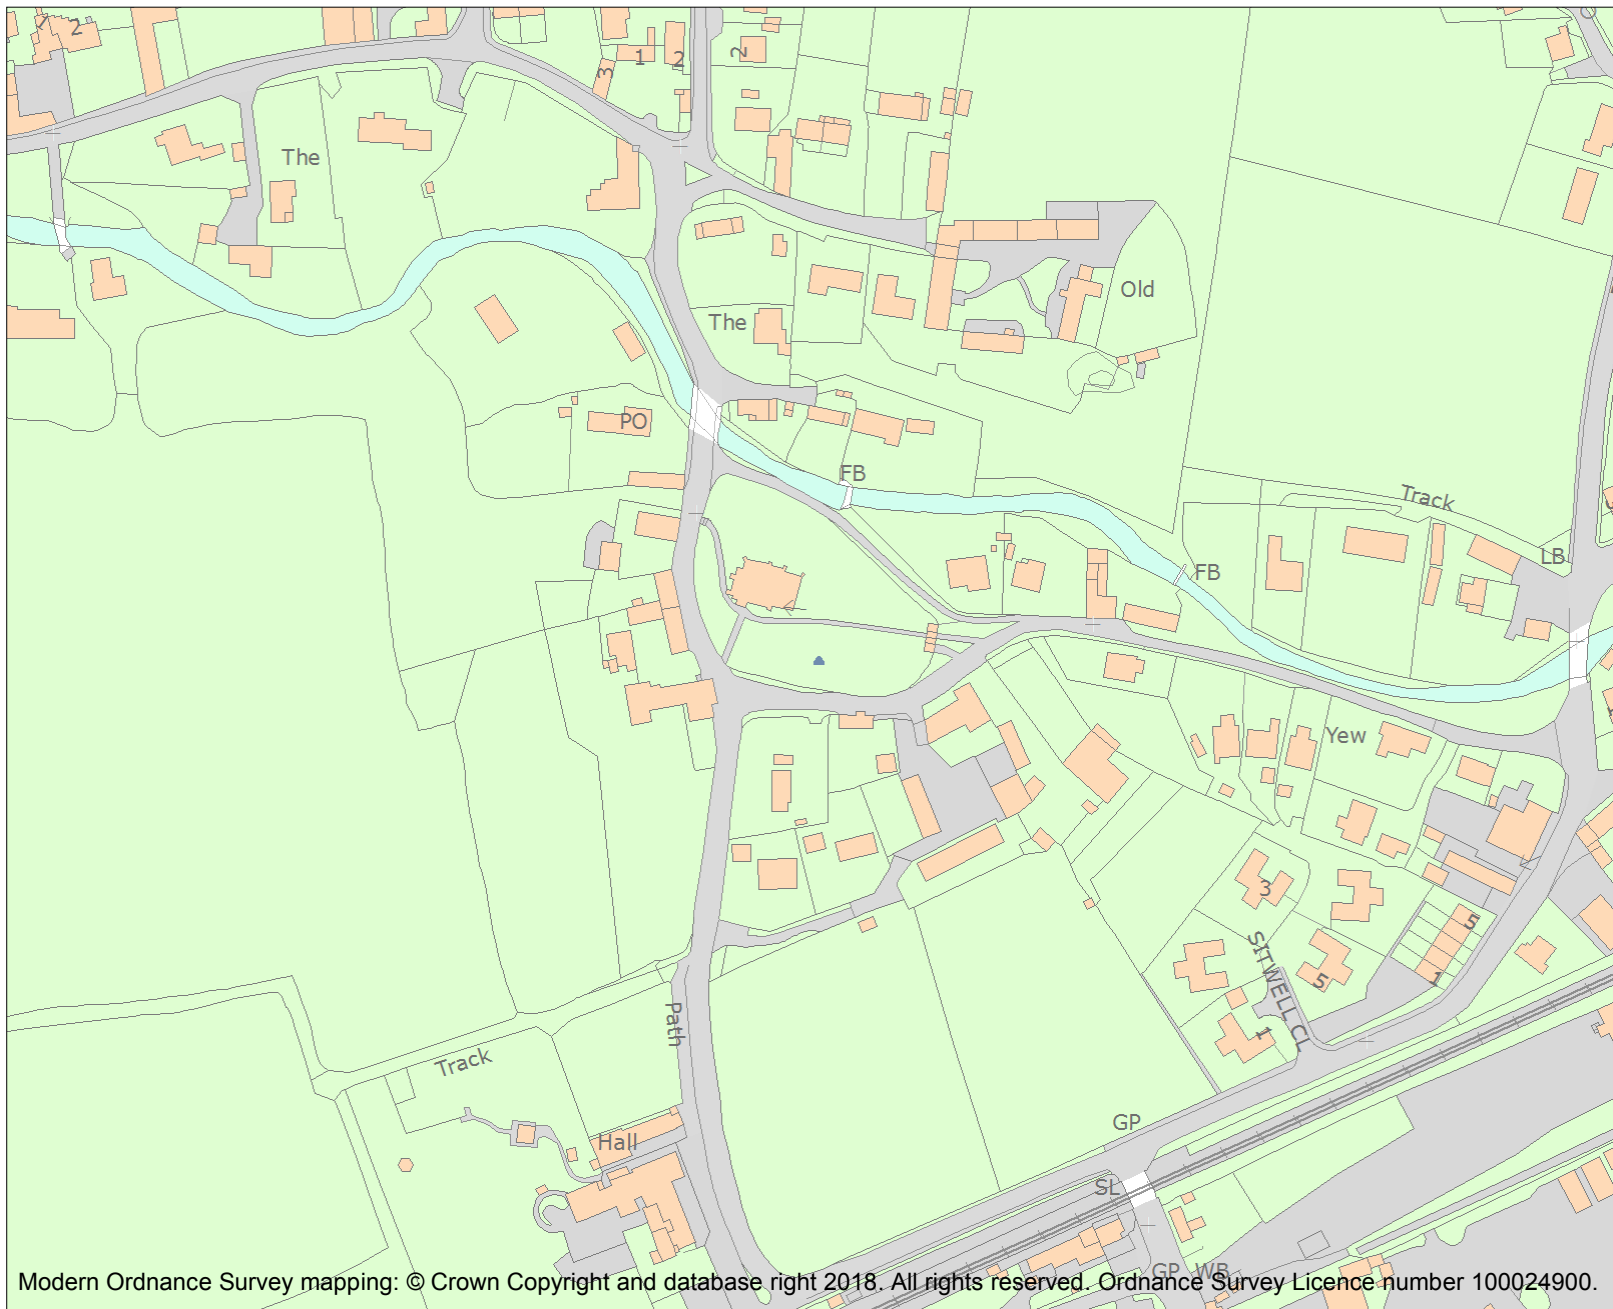 2
1
2
2
3
The
Old
The
PO
FB
Track
LB
FB
Yew
3
5
SITWELL CL
5
1
1
Path
Track
GP
Hall
SL
GP
WB
Modern Ordnance Survey mapping: © Crown Copyright and database right 2018. All rights reserved. Ordnance Survey Licence number 100024900.